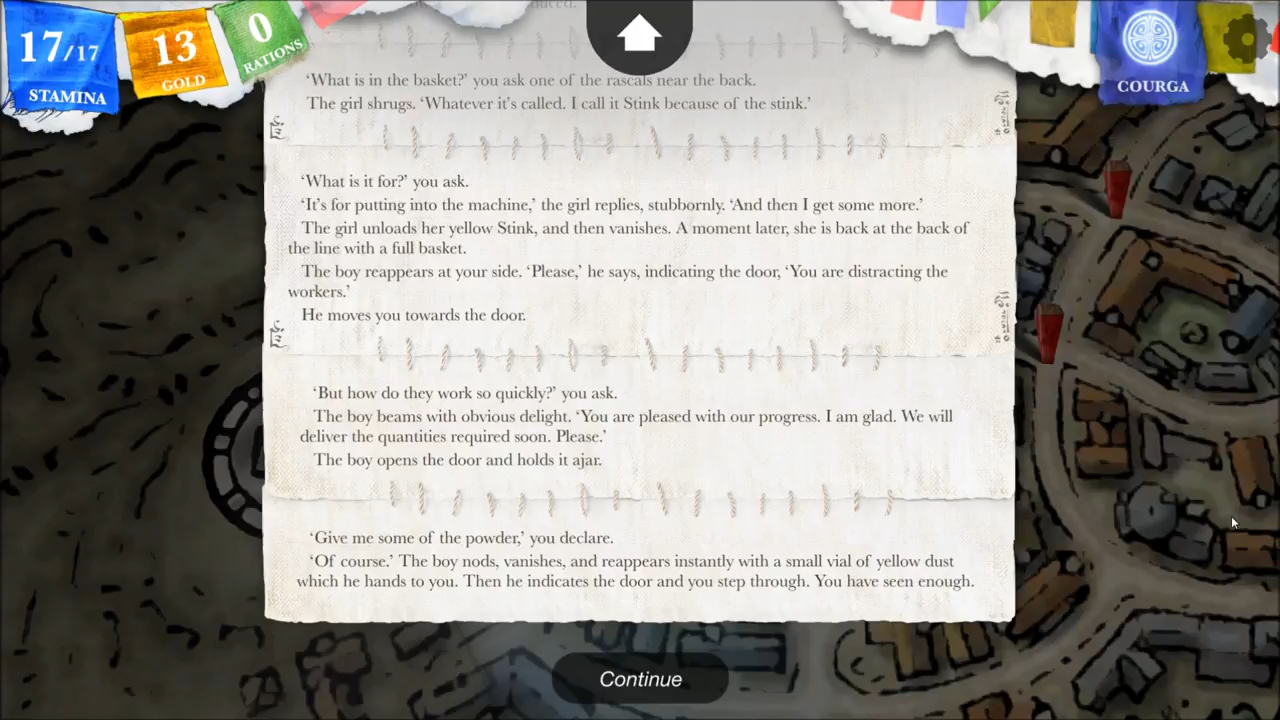 17/17
STAMINA
13
GOLD
0
RATIONS
COURGA
‘What is in the basket?’ you ask one of the rascals near the back.
The girl shrugs. ‘Whatever it’s called. I call it Stink because of the stink.’
‘What is it for?’ you ask.
‘It’s for putting into the machine,’ the girl replies, stubbornly. ‘And then I get some more.’
The girl unloads her yellow Stink, and then vanishes. A moment later, she is back at the back of
the line with a full basket.
The boy reappears at your side. ‘Please,’ he says, indicating the door, ‘You are distracting the
workers.’
He moves you towards the door.
‘But how do they work so quickly?’ you ask.
The boy beams with obvious delight. ‘You are pleased with our progress. I am glad. We will
deliver the quantities required soon. Please.’
The boy opens the door and holds it ajar.
‘Give me some of the powder,’ you declare.
‘Of course.’ The boy nods, vanishes, and reappears instantly with a small vial of yellow dust
which he hands to you. Then he indicates the door and you step through. You have seen enough.
Continue